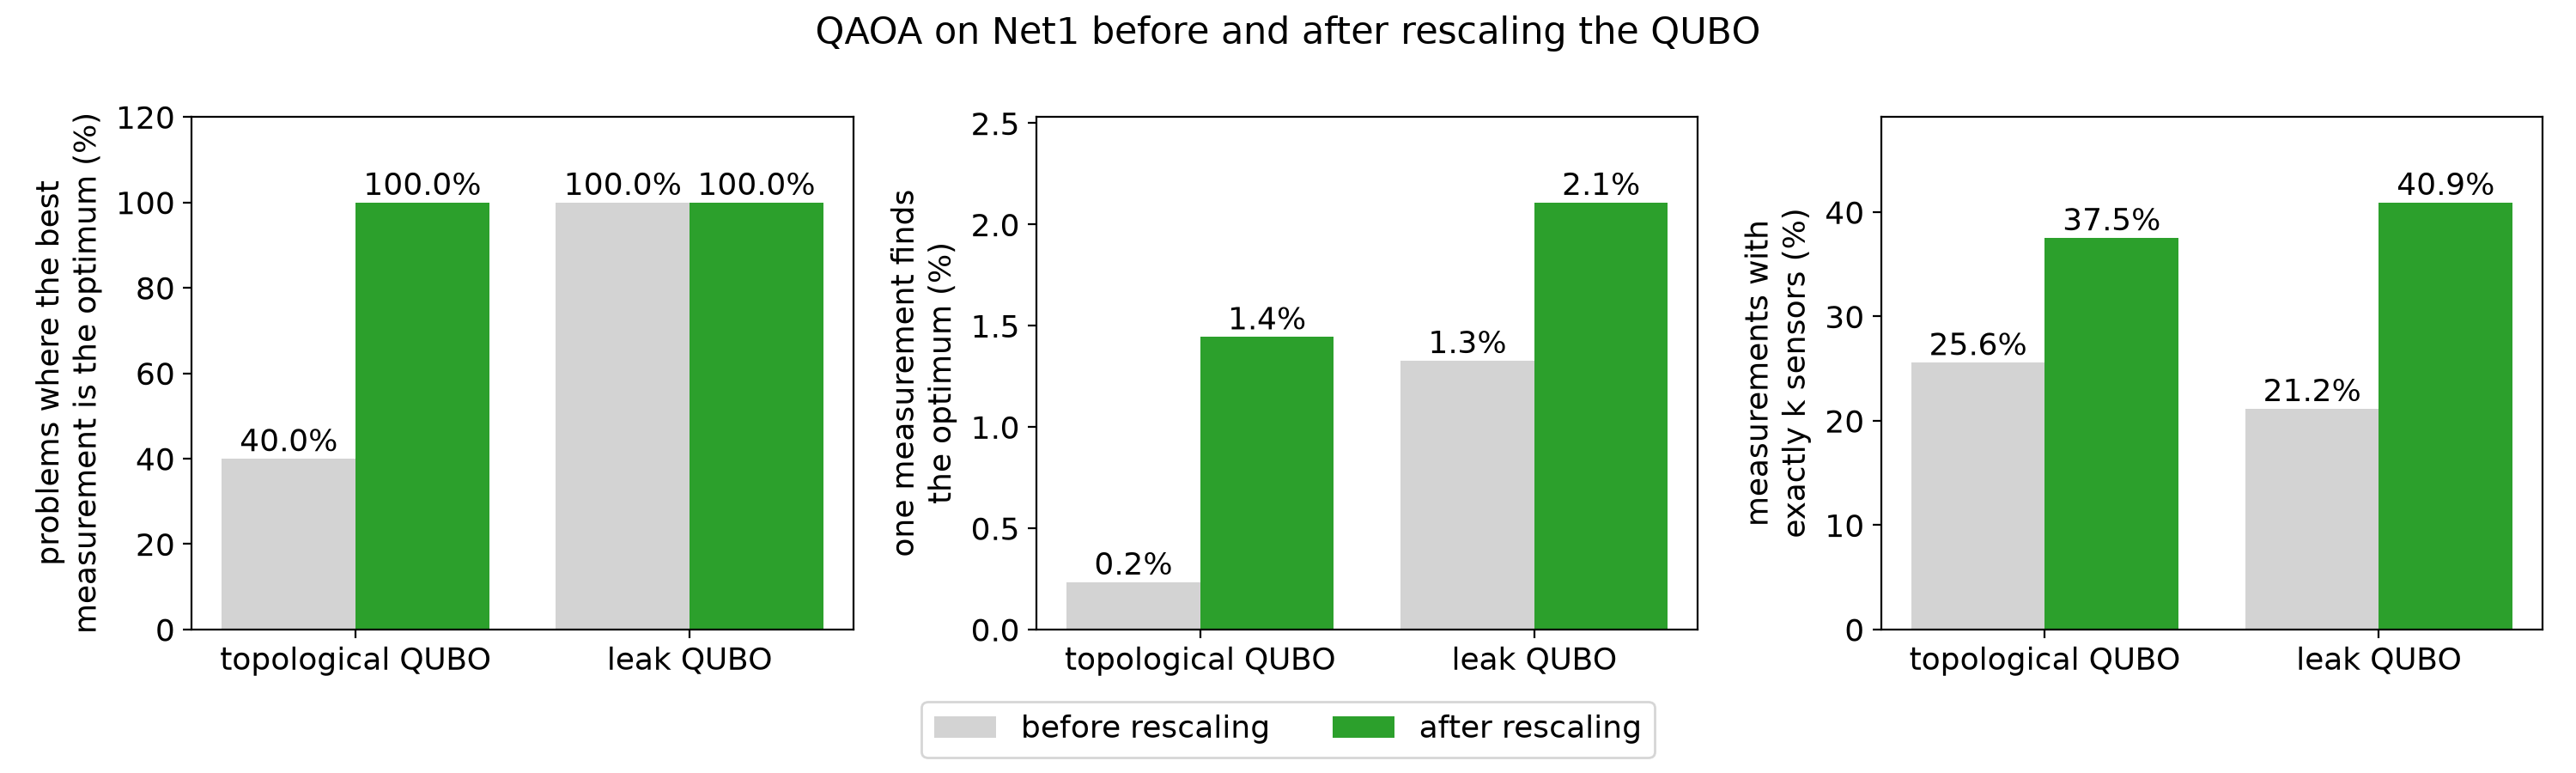 QAOA on Net1 before and after rescaling the QUBO
problems where the best
measurement is the optimum (%)
120
100
80
60
40
20
0
40.0%
100.0%
100.0%
100.0%
topological QUBO
leak QUBO
one measurement finds
the optimum (%)
2.5
2.0
1.5
1.0
0.5
0.0
0.2%
1.4%
1.3%
2.1%
topological QUBO
leak QUBO
measurements with
exactly k sensors (%)
40
30
20
10
0
25.6%
37.5%
21.2%
40.9%
topological QUBO
leak QUBO
before rescaling
after rescaling